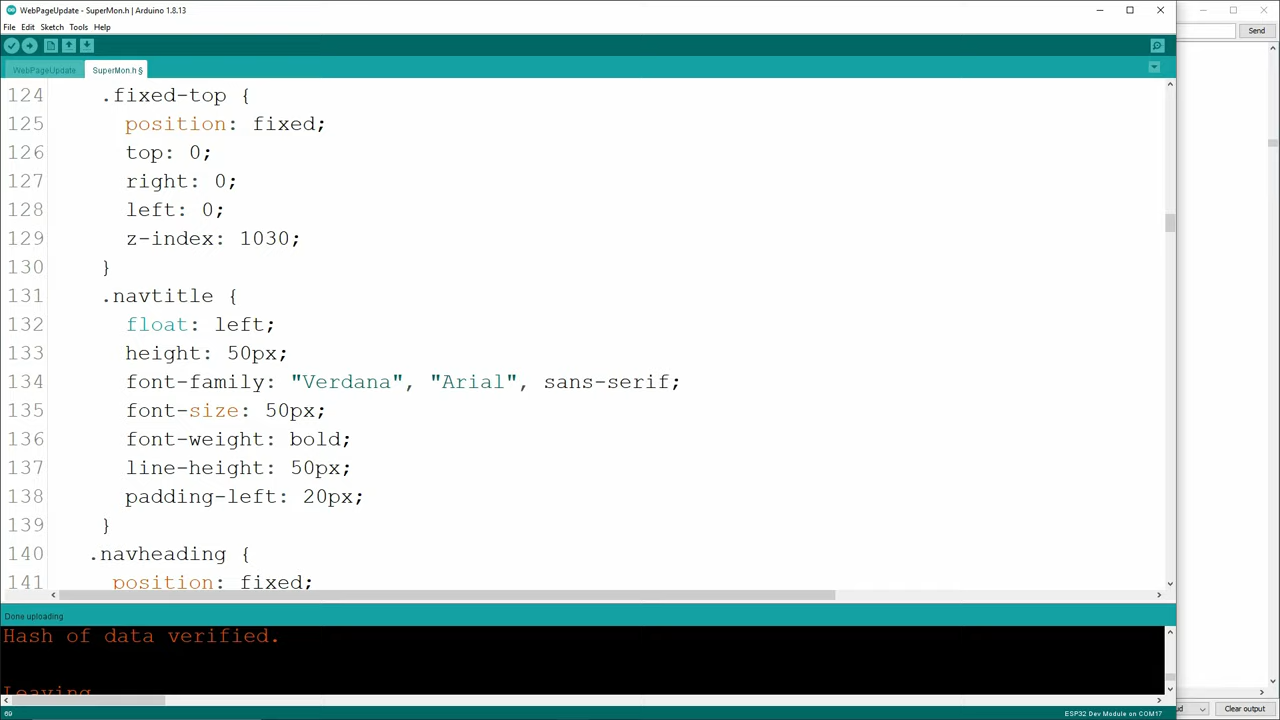 WebPageUpdate - SuperMon.h | Arduino 1.8.13
File Edit Sketch Tools Help
Send
WebPageUpdate SuperMon.h §
124 .fixed-top {
125 position: fixed;
126 top: 0;
127 right: 0;
128 left: 0;
129 z-index: 1030;
130 }
131 .navtitle {
132 float: left;
133 height: 50px;
134 font-family: "Verdana", "Arial", sans-serif;
135 font-size: 50px;
136 font-weight: bold;
137 line-height: 50px;
138 padding-left: 20px;
139 }
140 .navheading {
141 position: fixed;
Done uploading
Hash of data verified.
Leaving
69 ESP32 Dev Module on COM17
Clear output